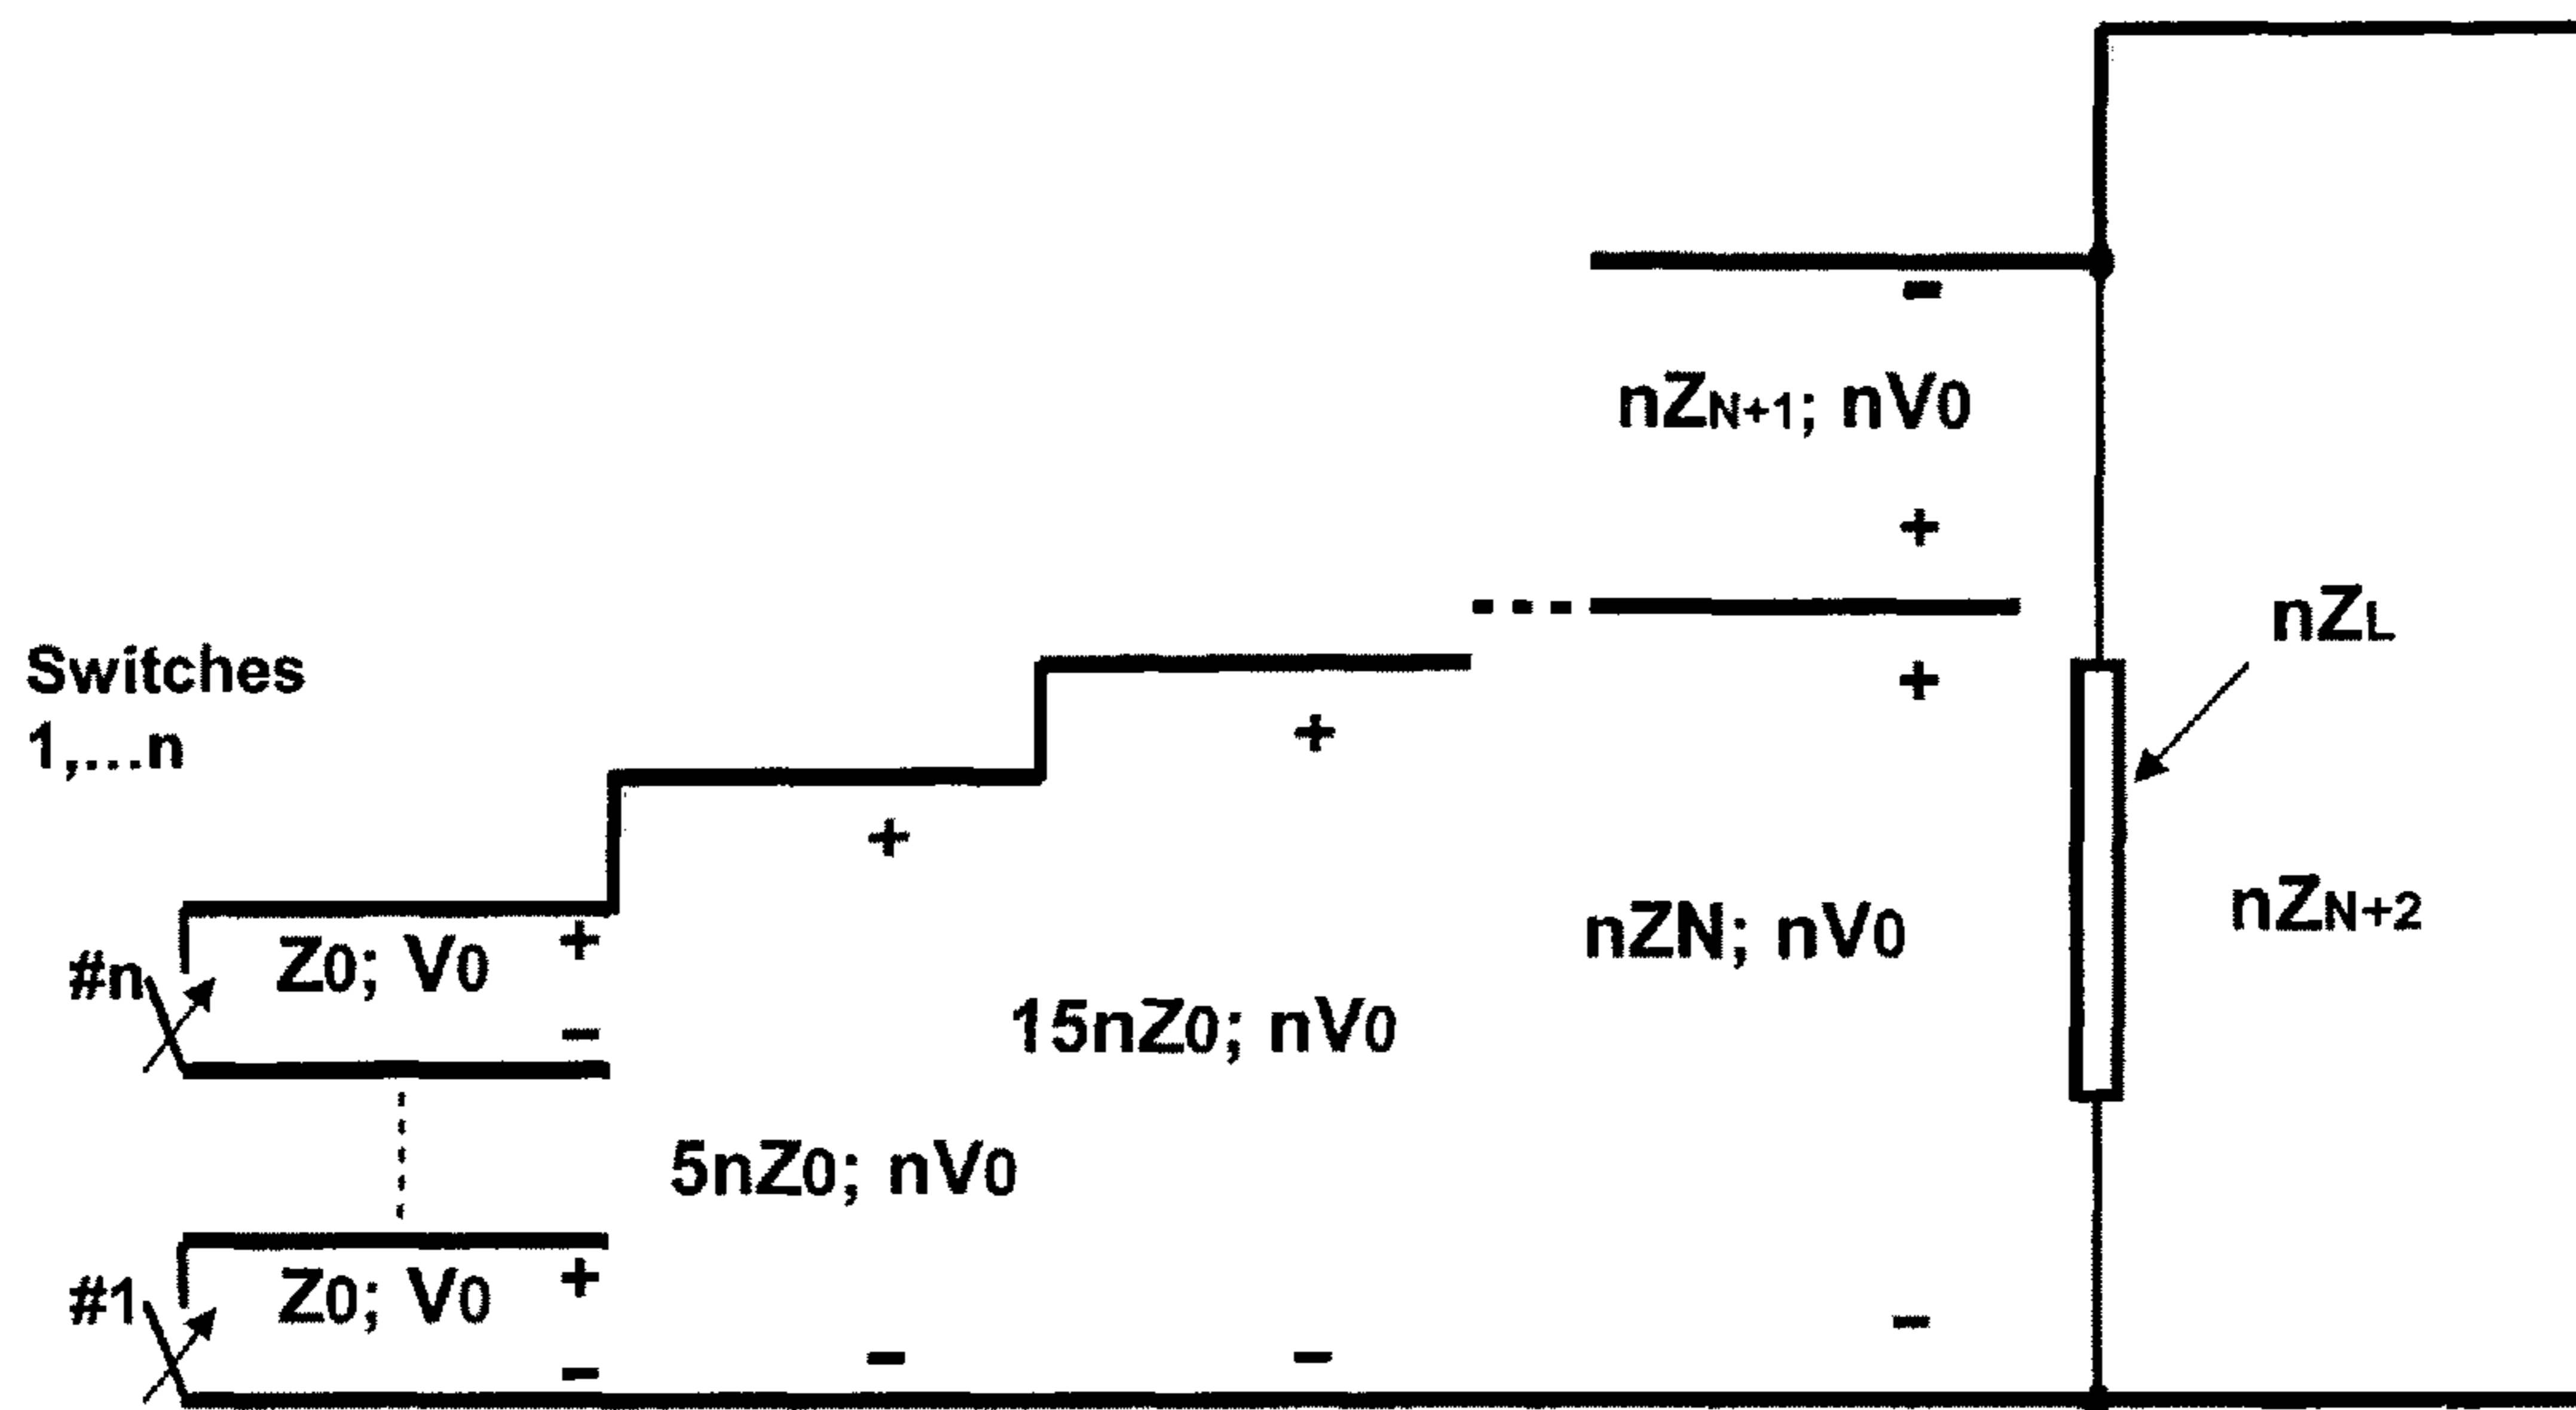 nZN+1; nV0
nZL
Switches
1,...n
nZN; nV0
nZN+2
#n
Z0; V0
15nZ0; nV0
5nZ0; nV0
#1
Z0; V0